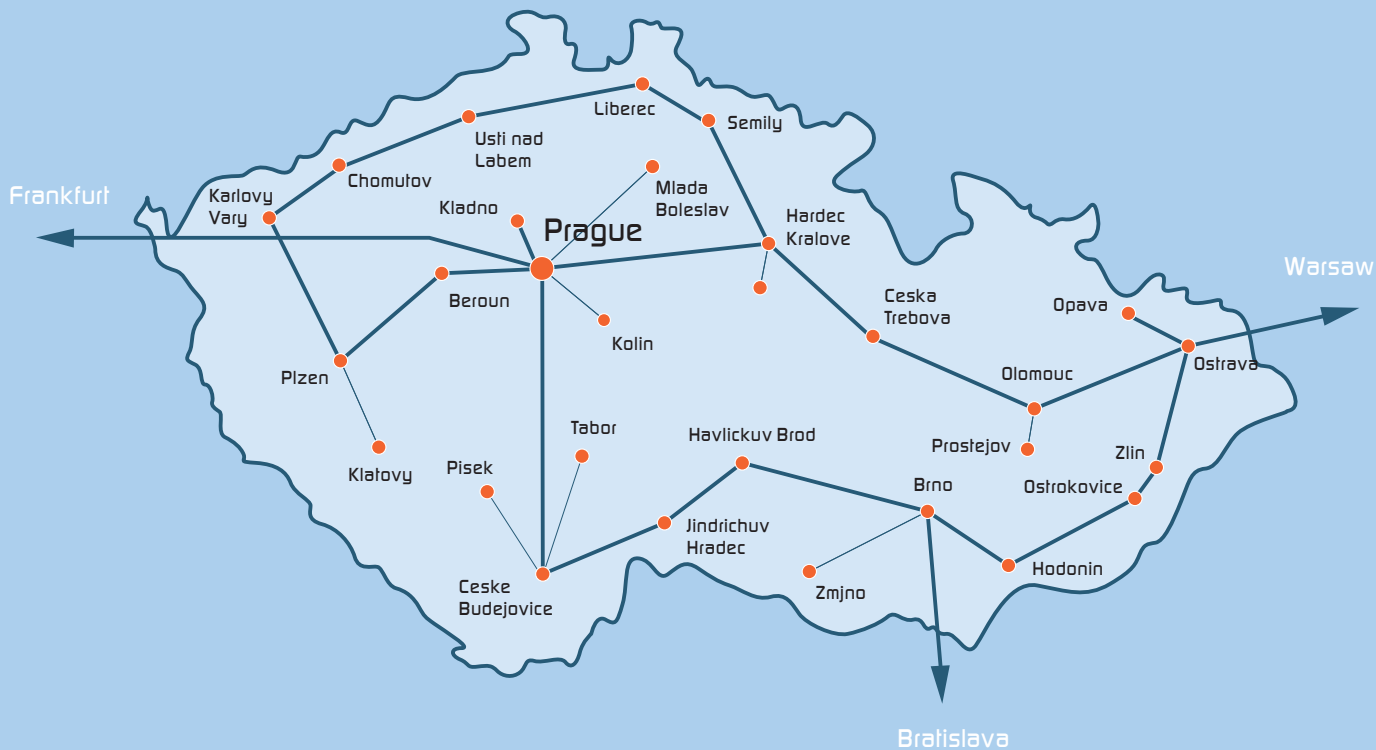 Liberec
Semily
Usti nad
Labem
Chomutov
Mlada
Boleslav
Frankfurt
Karlovy
Vary
Kladno
Prague
Hardec
Kralove
Warsaw
Beroun
Ceska
Trebova
Opava
Kolin
Ostrava
Plzen
Olomouc
Tabor
Havlickuv Brod
Prostejov
Zlin
Klatovy
Pisek
Brno
Ostrokovice
Jindrichuv
Hradec
Hodonin
Ceske
Budejovice
Zmjno
Bratislava